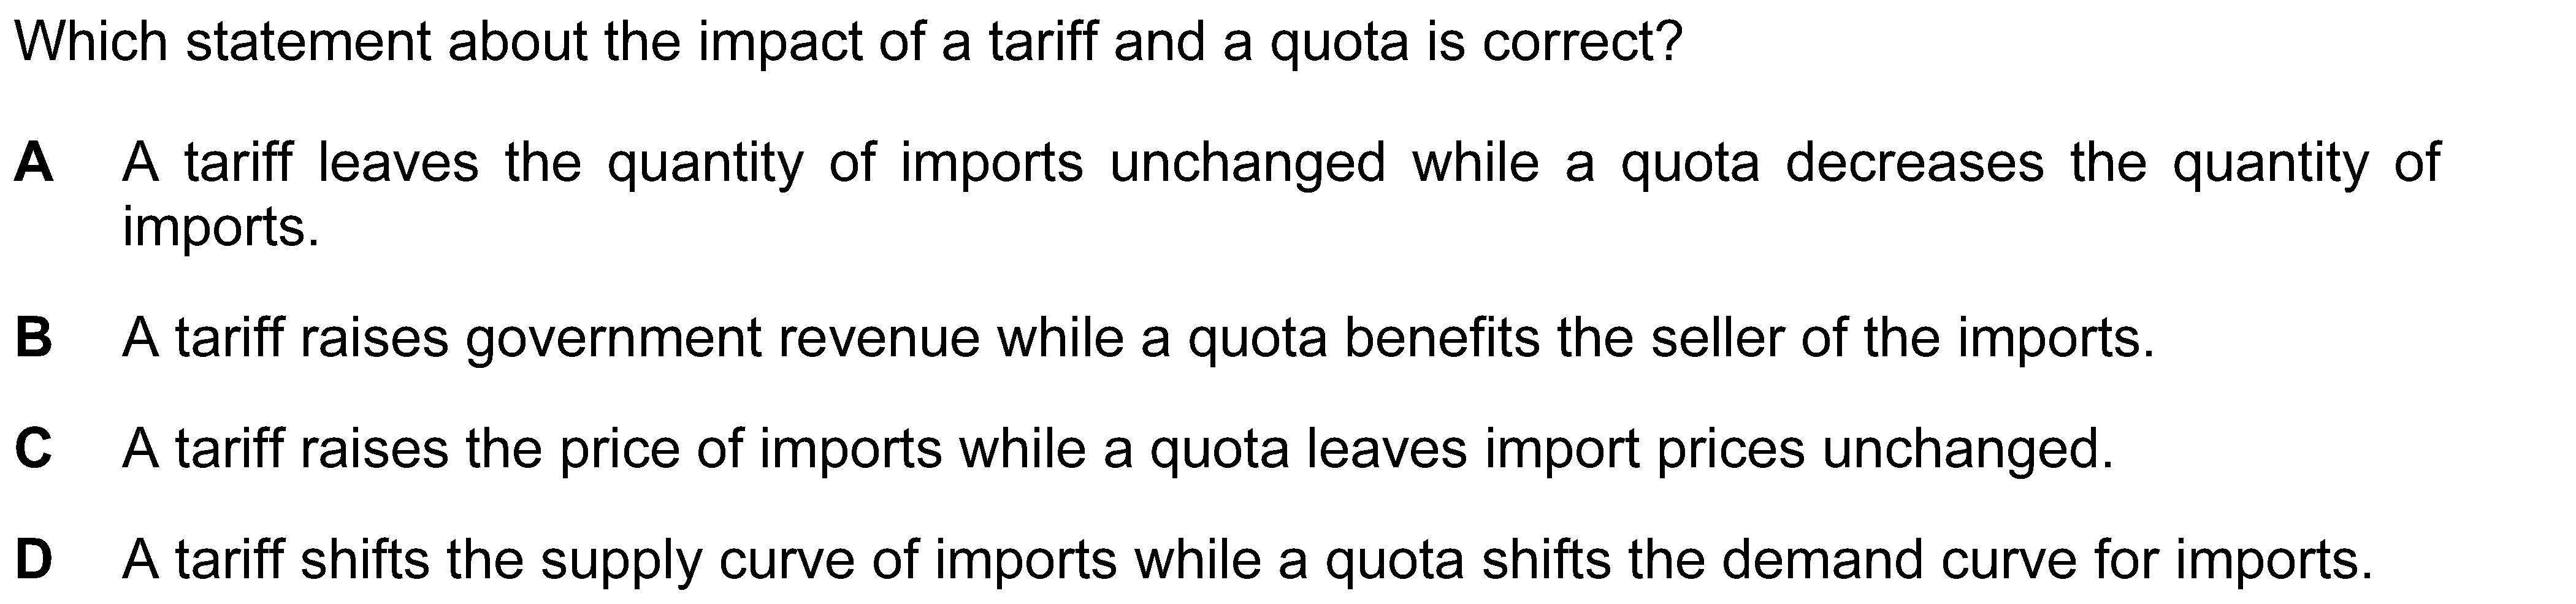 Which statement about the impact of a tariff and a quota is correct?
A A tariff leaves the quantity of imports unchanged while a quota decreases the quantity of
imports.
B A tariff raises government revenue while a quota benefits the seller of the imports.
C A tariff raises the price of imports while a quota leaves import prices unchanged.
D A tariff shifts the supply curve of imports while a quota shifts the demand curve for imports.